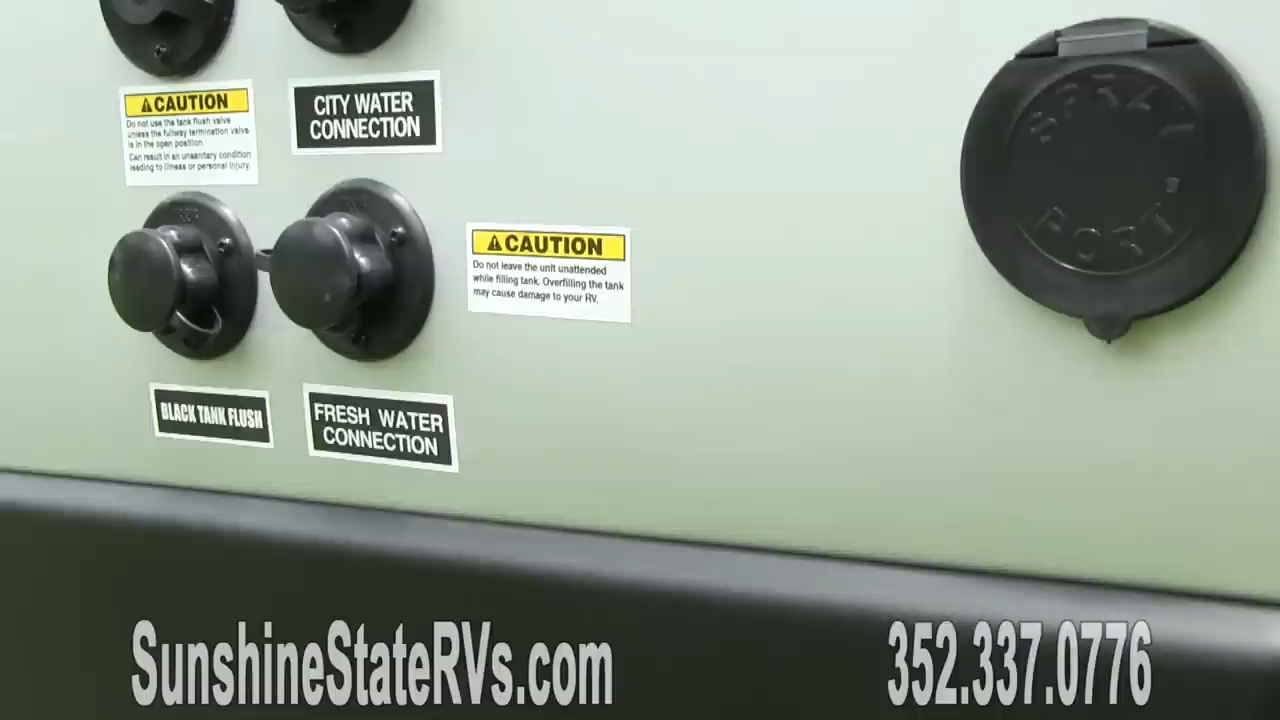 CAUTION
Do not use the tank flush valve
unless the fullway termination valve
is in the open position.
Can result in an unsanitary condition
leading to illness or personal injury.
CITY WATER
CONNECTION
CAUTION
Do not leave the unit unattended
while filling tank. Overfilling the tank
may cause damage to your RV.
SPRAY
PORT
BLACK TANK FLUSH
FRESH WATER
CONNECTION
SunshineStateRVs.com
352.337.0776